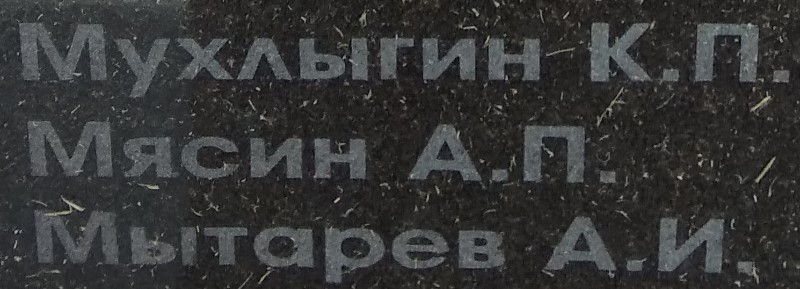 Мухлыгин К.П.
Мясин А.П.
Мытарев А.И.